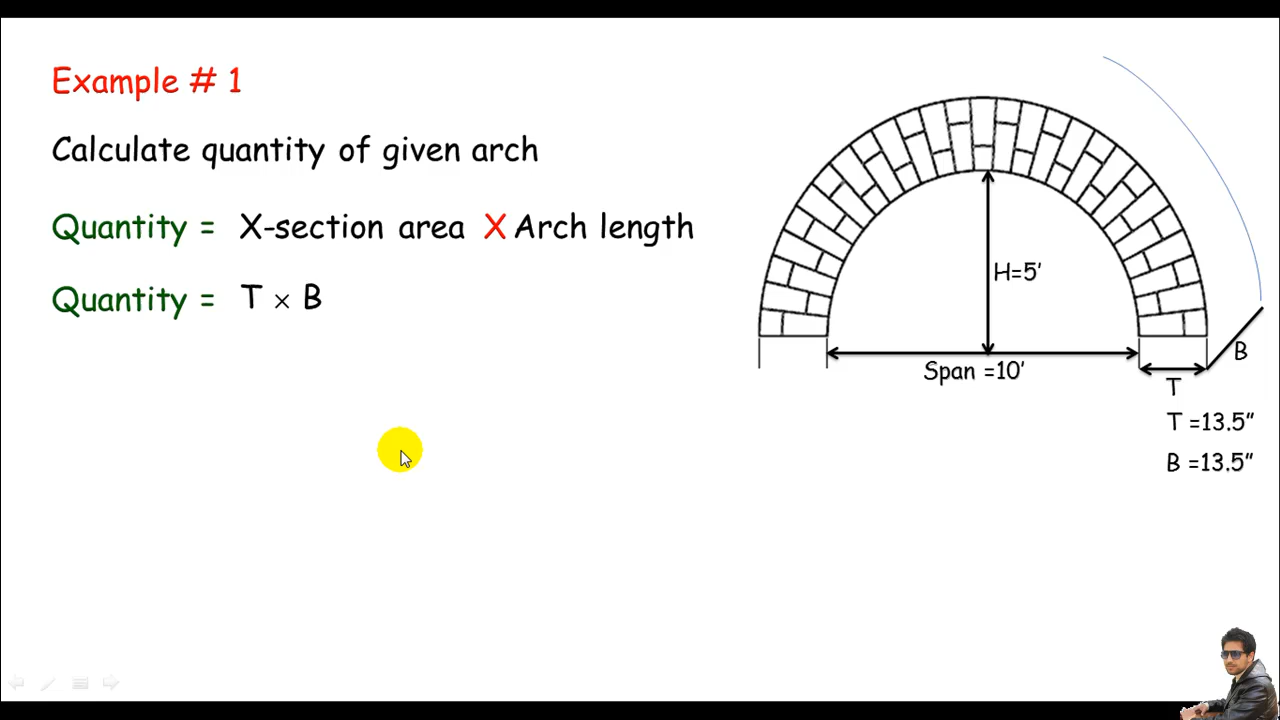 Example # 1
Calculate quantity of given arch
Quantity = X-section area X Arch length
Quantity = T × B
H=5'
Span =10'
B
T
T =13.5"
B =13.5"